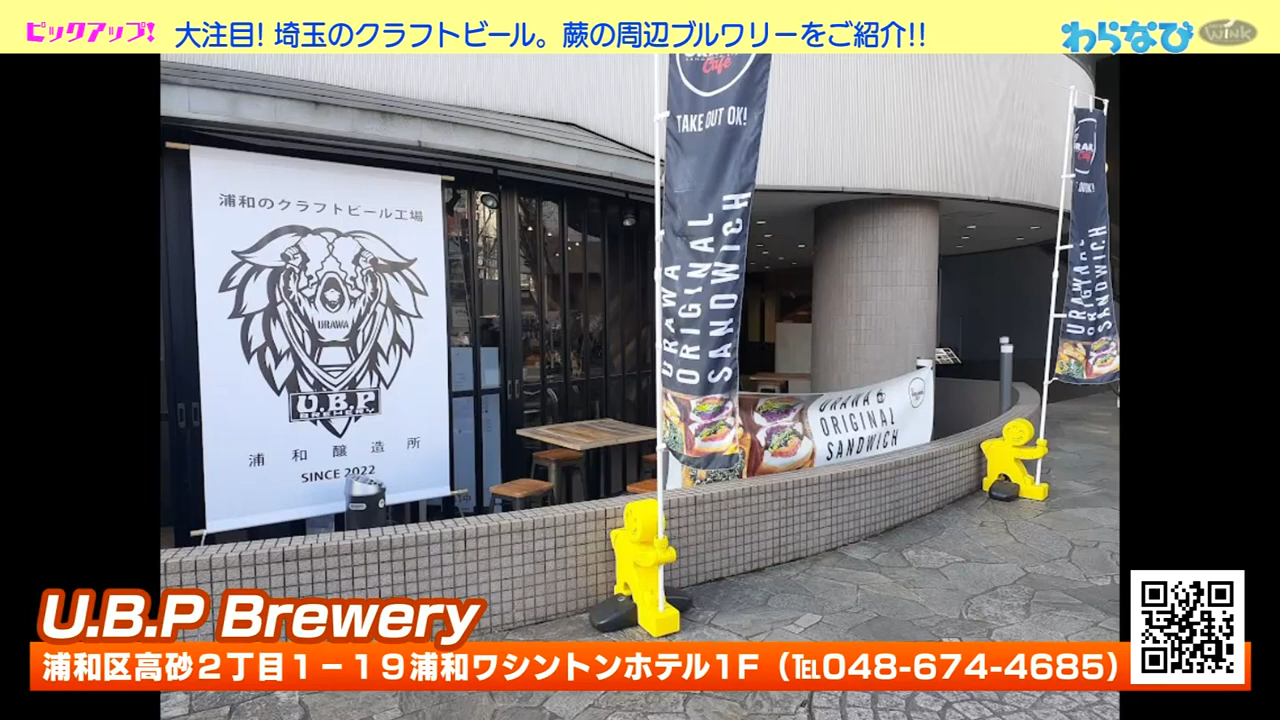 ピックアップ!
大注目! 埼玉のクラフトビール。蕨の周辺ブルワリーをご紹介!!
わらなび
WINK
浦和のクラフトビール工場
URAWA
U.B.P
BREWERY
浦和醸造所
SINCE 2022
Cafe
TAKE OUT OK!
URAWA
ORIGINAL
SANDWICH
URAWA
ORIGINAL
SANDWICH
Cafe
URAWA
ORIGINAL
SANDWICH
U.B.P Brewery
浦和区高砂2丁目1－19浦和ワシントンホテル1F（℡048-674-4685）